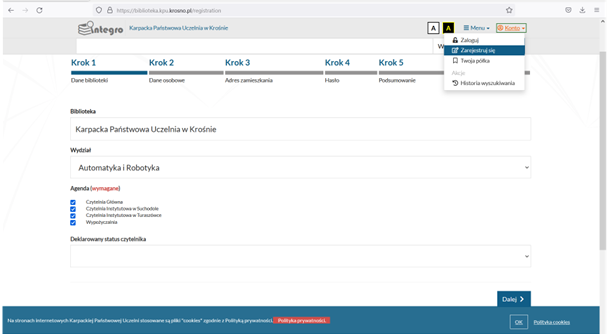 https://biblioteka.kpu.krosno.pl/registration
integro Karpacka Państwowa Uczelnia w Krośnie
A A Menu Konto
Zaloguj
Zarejestruj się
Twoja półka
Akcje
Historia wyszukiwania
Krok 1 Krok 2 Krok 3 Krok 4 Krok 5
Dane biblioteki Dane osobowe Adres zamieszkania Hasło Podsumowanie
Biblioteka
Karpacka Państwowa Uczelnia w Krośnie
Wydział
Automatyka i Robotyka
Agenda (wymagane)
Czytelnia Główna
Czytelnia Instytutowa w Suchodole
Czytelnia Instytutowa w Turaszówce
Wypożyczalnia
Deklarowany status czytelnika
Dalej
Na stronach internetowych Karpackiej Państwowej Uczelni stosowane są pliki "cookies" zgodnie z Polityką prywatności. Polityka prywatności. OK Polityka cookies